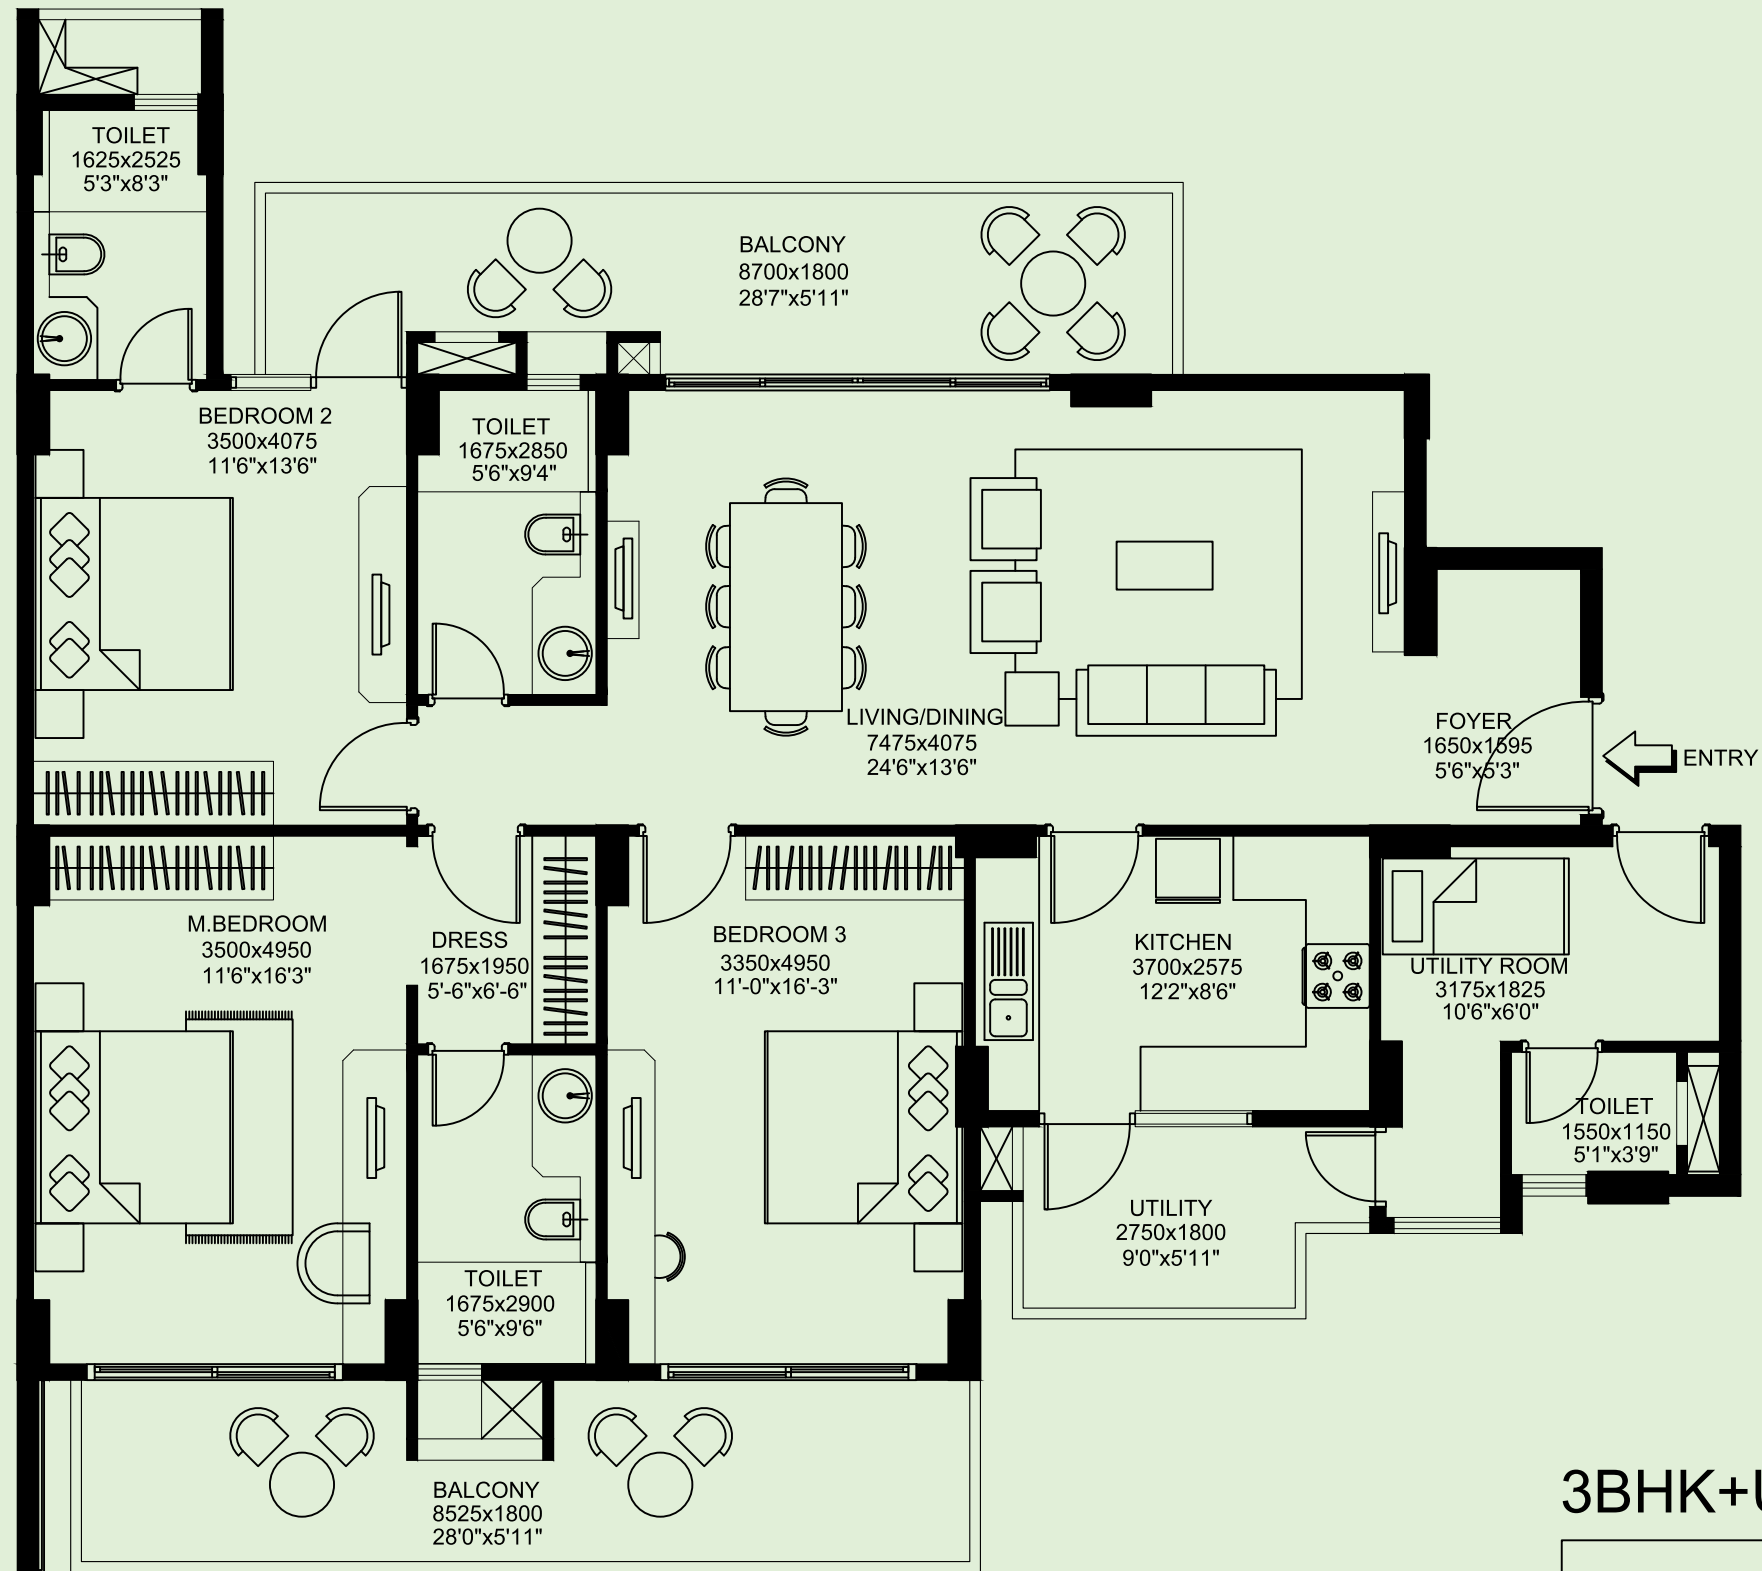 TOILET
1625x2525
5'3"x8'3"
BALCONY
8700x1800
28'7"x5'11"
BEDROOM 2
3500x4075
11'6"x13'6"
TOILET
1675x2850
5'6"x9'4"
LIVING/DINING
7475x4075
24'6"x13'6"
FOYER
1650x1595
5'6"x5'3"
ENTRY
M.BEDROOM
3500x4950
11'6"x16'3"
DRESS
1675x1950
5'-6"x6'-6"
BEDROOM 3
3350x4950
11'-0"x16'-3"
KITCHEN
3700x2575
12'2"x8'6"
UTILITY ROOM
3175x1825
10'6"x6'0"
TOILET
1550x1150
5'1"x3'9"
UTILITY
2750x1800
9'0"x5'11"
TOILET
1675x2900
5'6"x9'6"
BALCONY
8525x1800
28'0"x5'11"
3BHK+U